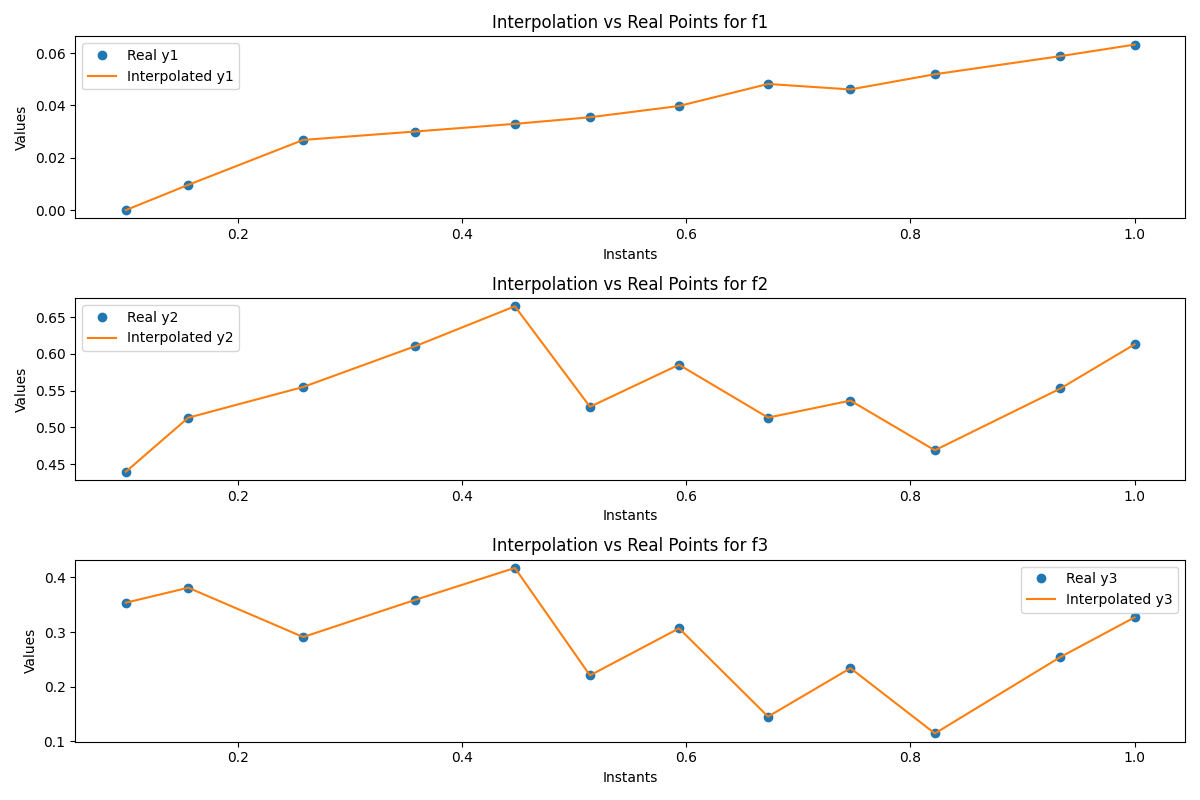 Interpolation vs Real Points for f1
Real y1
Interpolated y1
Values
0.06
0.04
0.02
0.00
0.2 0.4 0.6 0.8 1.0
Instants
Interpolation vs Real Points for f2
Real y2
Interpolated y2
Values
0.65
0.60
0.55
0.50
0.45
0.2 0.4 0.6 0.8 1.0
Instants
Interpolation vs Real Points for f3
Real y3
Interpolated y3
Values
0.4
0.3
0.2
0.1
0.2 0.4 0.6 0.8 1.0
Instants